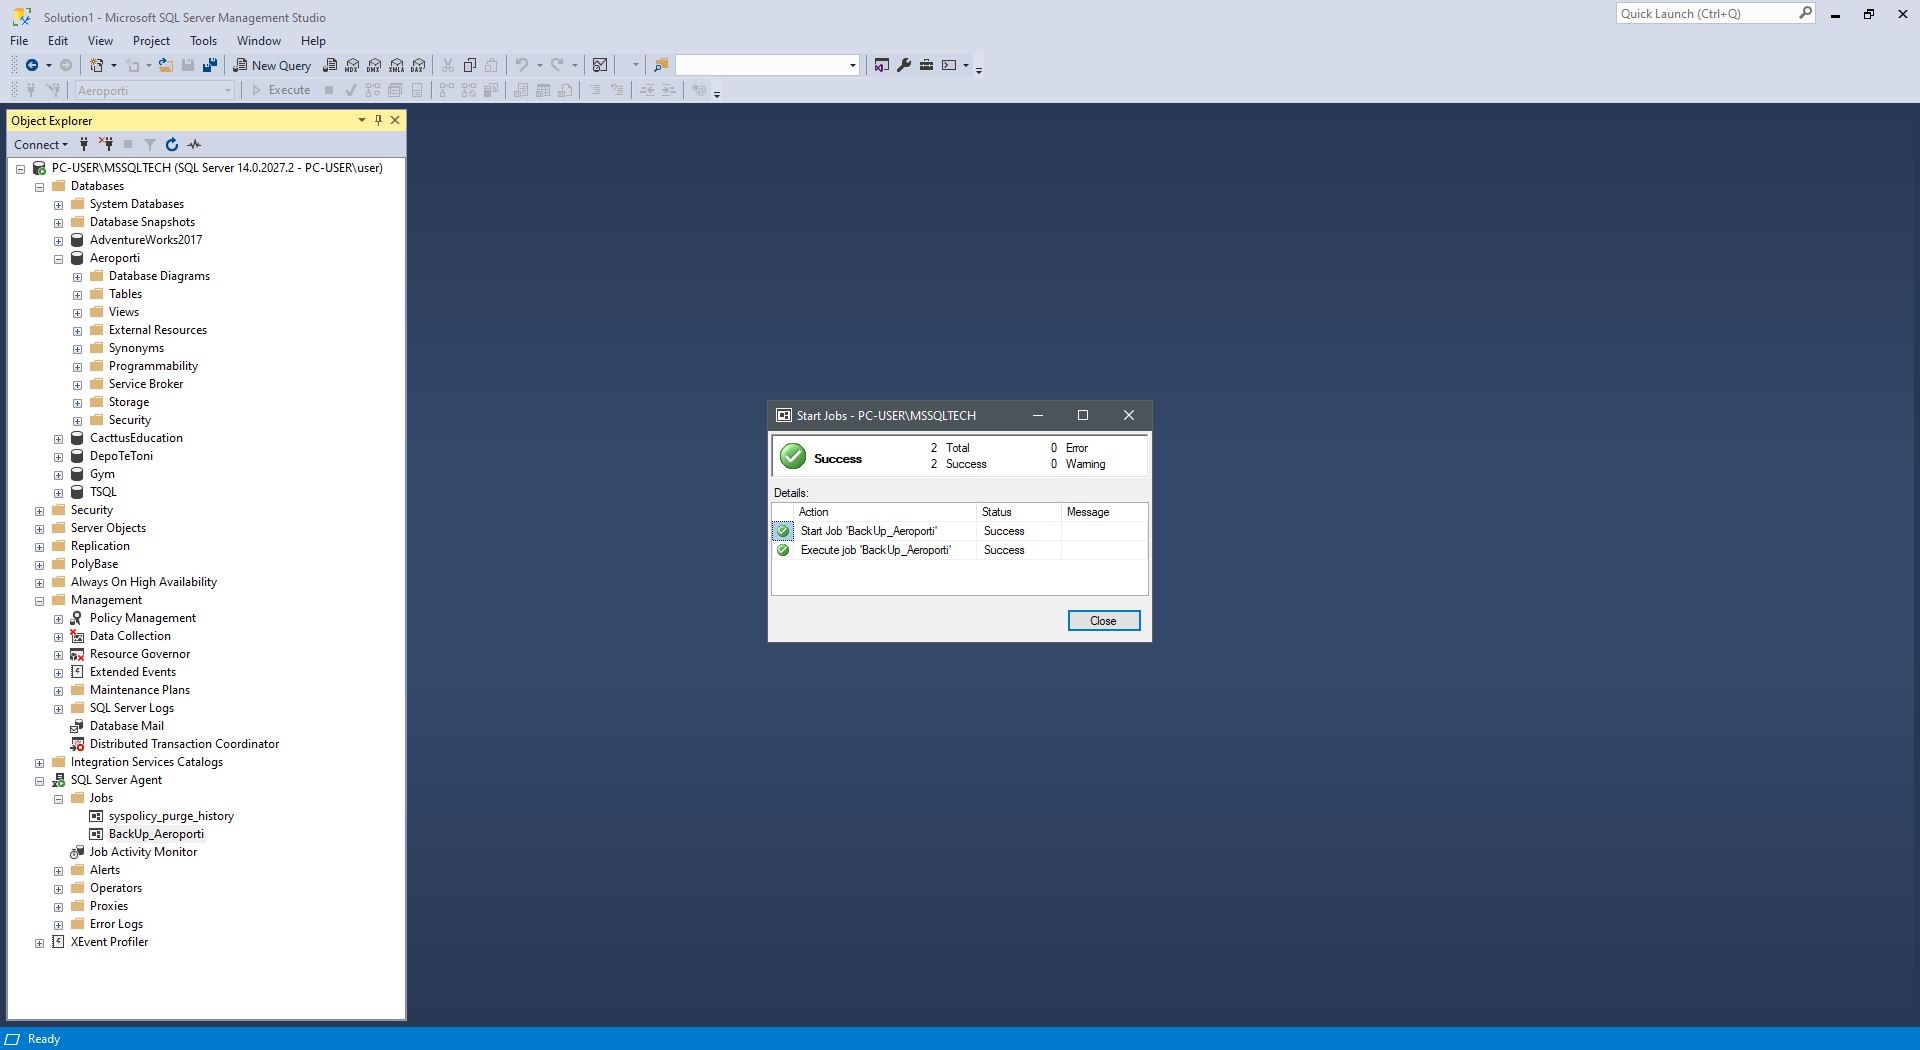 Solution1 - Microsoft SQL Server Management Studio
Quick Launch (Ctrl+Q)
File Edit View Project Tools Window Help
New Query MDX DMX XMLA DAX
Aeroporti Execute
Object Explorer
Connect
PC-USER\MSSQLTECH (SQL Server 14.0.2027.2 - PC-USER\user)
Databases
System Databases
Database Snapshots
AdventureWorks2017
Aeroporti
Database Diagrams
Tables
Views
External Resources
Synonyms
Programmability
Service Broker
Storage
Security
CacttusEducation
DepoTeToni
Gym
TSQL
Security
Server Objects
Replication
PolyBase
Always On High Availability
Management
Policy Management
Data Collection
Resource Governor
Extended Events
Maintenance Plans
SQL Server Logs
Database Mail
Distributed Transaction Coordinator
Integration Services Catalogs
SQL Server Agent
Jobs
syspolicy_purge_history
BackUp_Aeroporti
Job Activity Monitor
Alerts
Operators
Proxies
Error Logs
XEvent Profiler
Start Jobs - PC-USER\MSSQLTECH
Success
2 Total 0 Error
2 Success 0 Warning
Details:
Action Status Message
Start Job 'BackUp_Aeroporti' Success
Execute job 'BackUp_Aeroporti' Success
Close
Ready